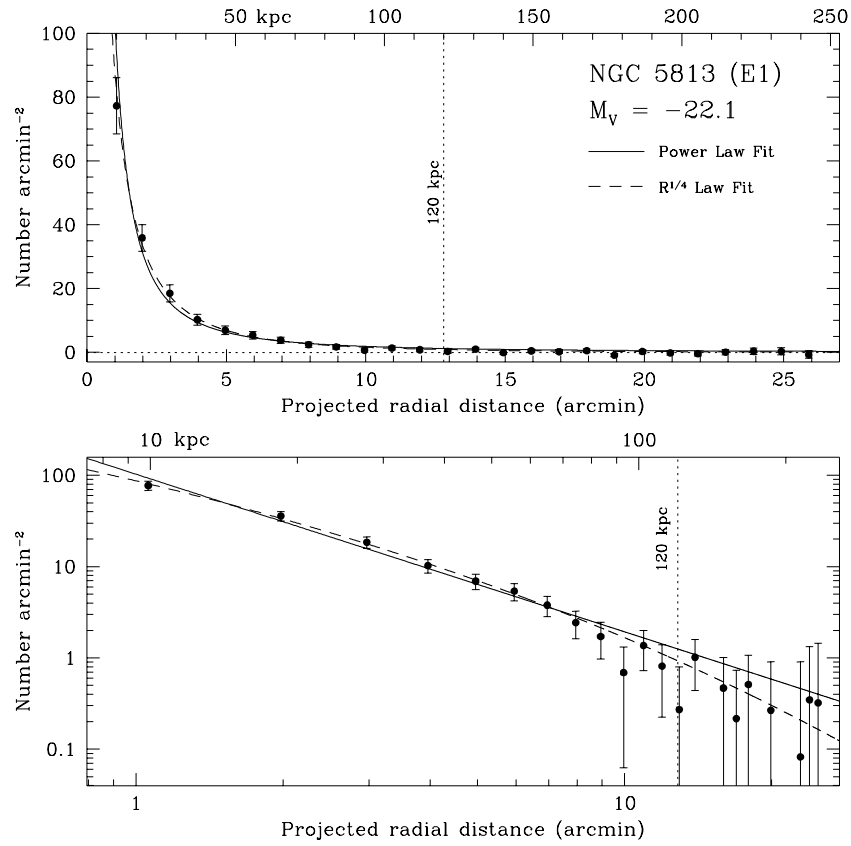 50 kpc 100 150 200 250
100
80
60
40
20
0
Number arcmin⁻²
NGC 5813 (E1)
M_V = −22.1
Power Law Fit
R^1/4 Law Fit
120 kpc
0 5 10 15 20 25
Projected radial distance (arcmin)
10 kpc 100
100
10
1
0.1
Number arcmin⁻²
120 kpc
1 10
Projected radial distance (arcmin)